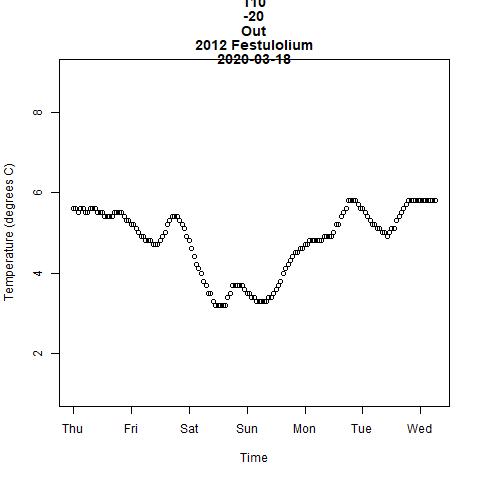 110
-20
Out
2012 Festulolium
2020-03-18
Temperature (degrees C)
8
6
4
2
Thu Fri Sat Sun Mon Tue Wed
Time